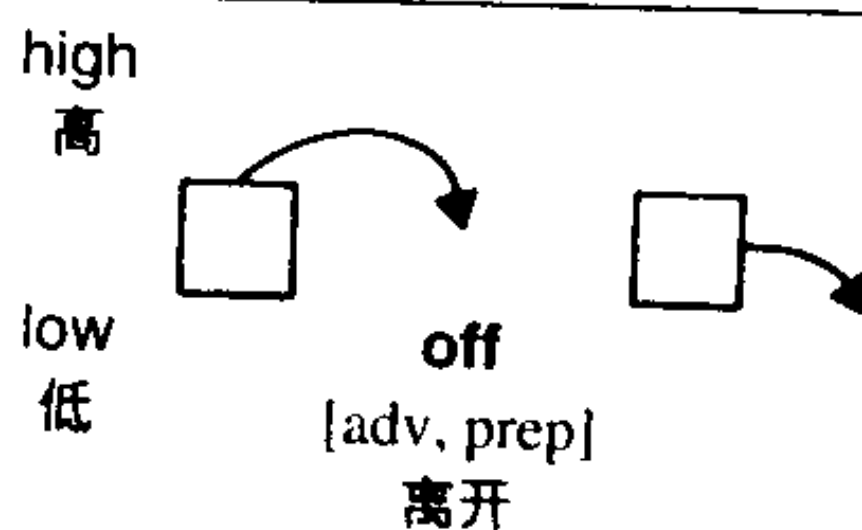 high
高
low
低
off
[adv, prep]
离开